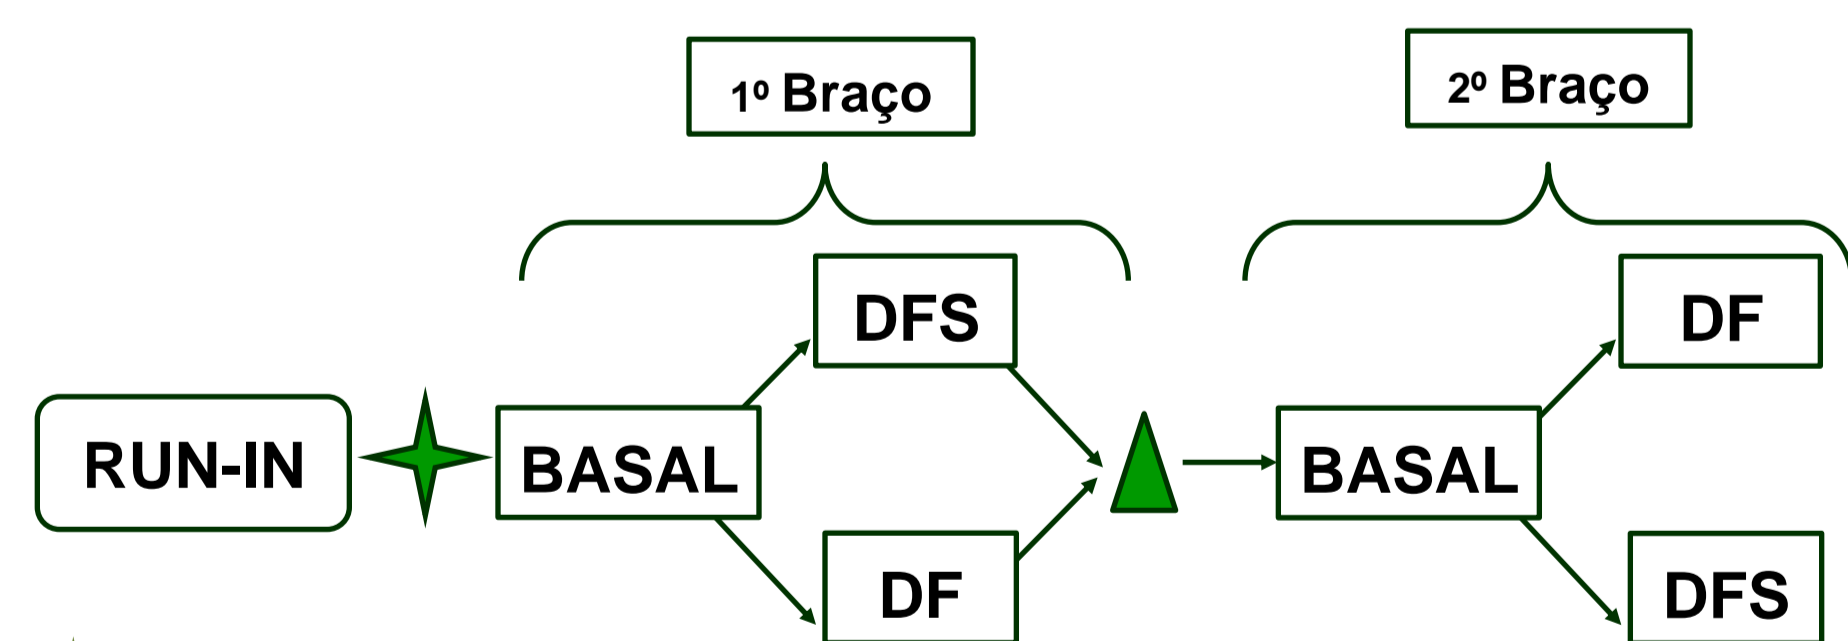 1º Braço
2º Braço
DFS
DF
RUN-IN
BASAL
BASAL
DF
DFS